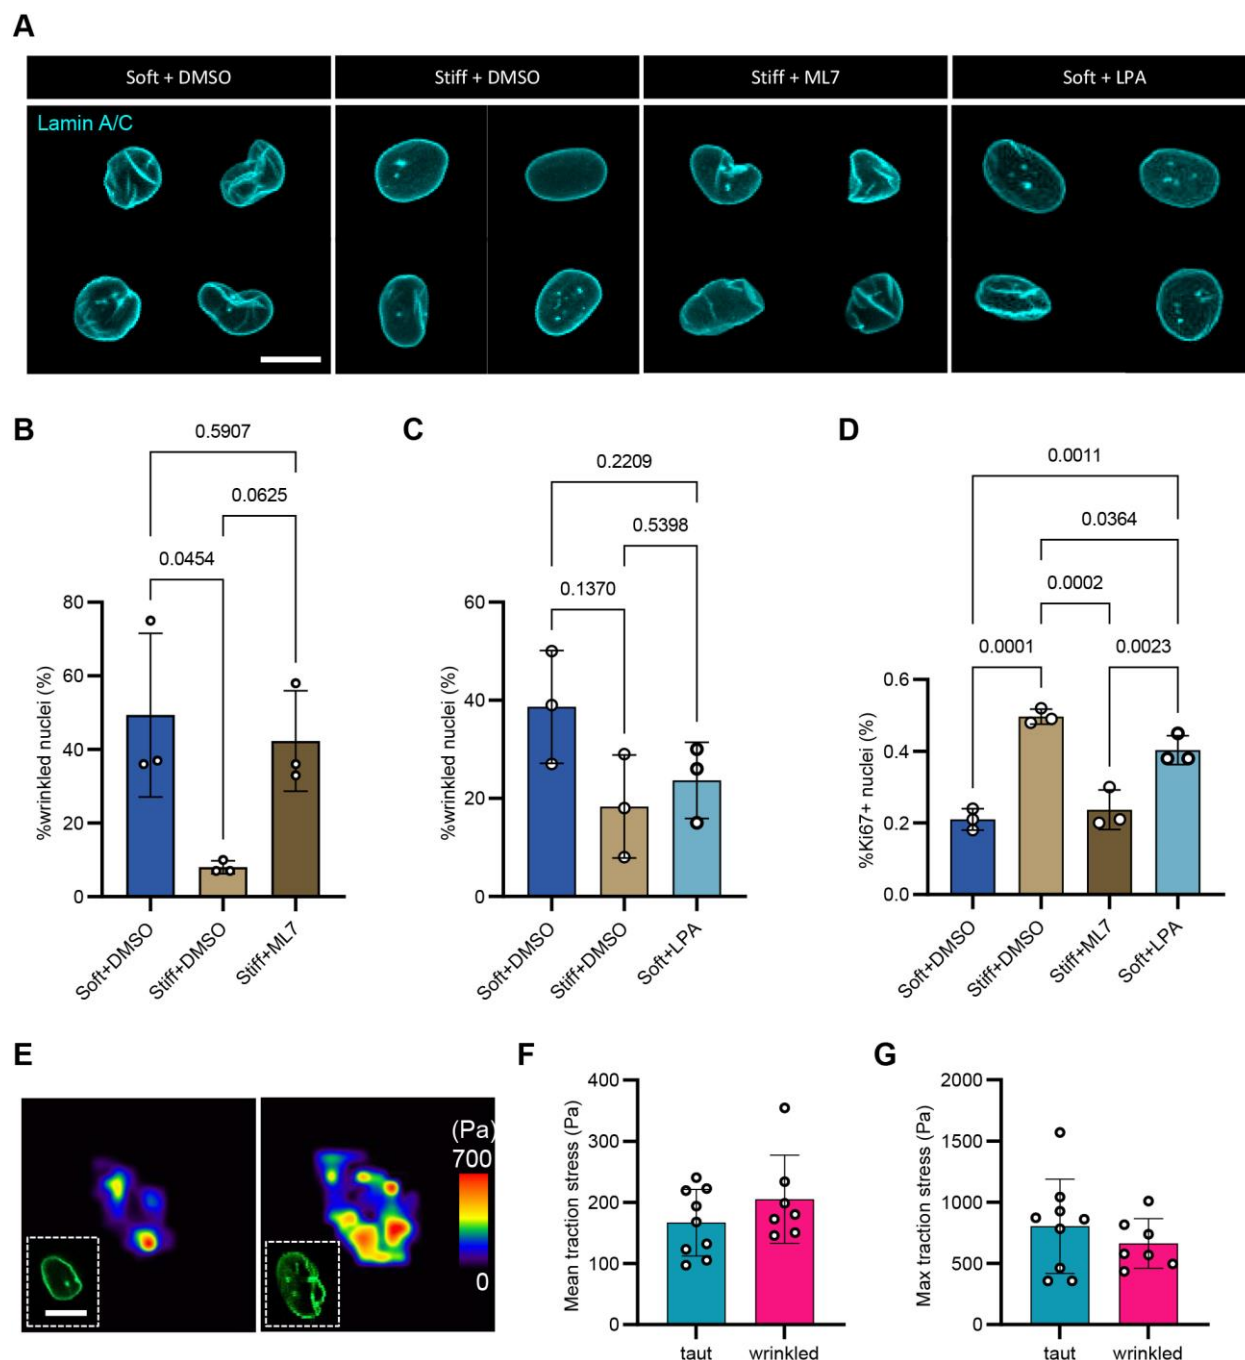 A
Soft + DMSO
Stiff + DMSO
Stiff + ML7
Soft + LPA
Lamin A/C
B
0.5907
0.0625
0.0454
%wrinkled nuclei (%)
80
60
40
20
0
Soft+DMSO
Stiff+DMSO
Stiff+ML7
C
0.2209
0.5398
0.1370
%wrinkled nuclei (%)
60
40
20
0
Soft+DMSO
Stiff+DMSO
Soft+LPA
D
0.0011
0.0364
0.0002
0.0001
0.0023
%Ki67+ nuclei (%)
0.6
0.4
0.2
0.0
Soft+DMSO
Stiff+DMSO
Stiff+ML7
Soft+LPA
E
(Pa)
700
0
F
Mean traction stress (Pa)
400
300
200
100
0
taut
wrinkled
G
Max traction stress (Pa)
2000
1500
1000
500
0
taut
wrinkled